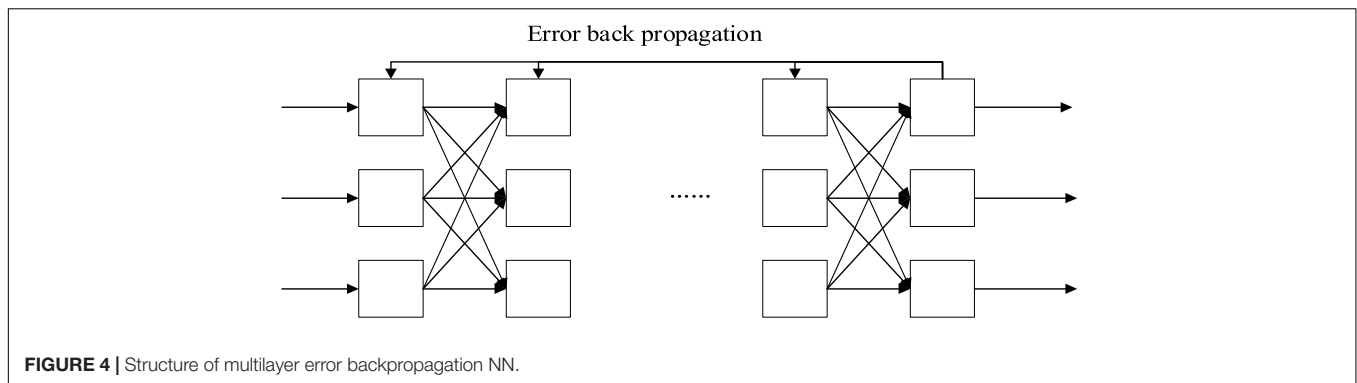 Error back propagation
......
FIGURE 4 | Structure of multilayer error backpropagation NN.